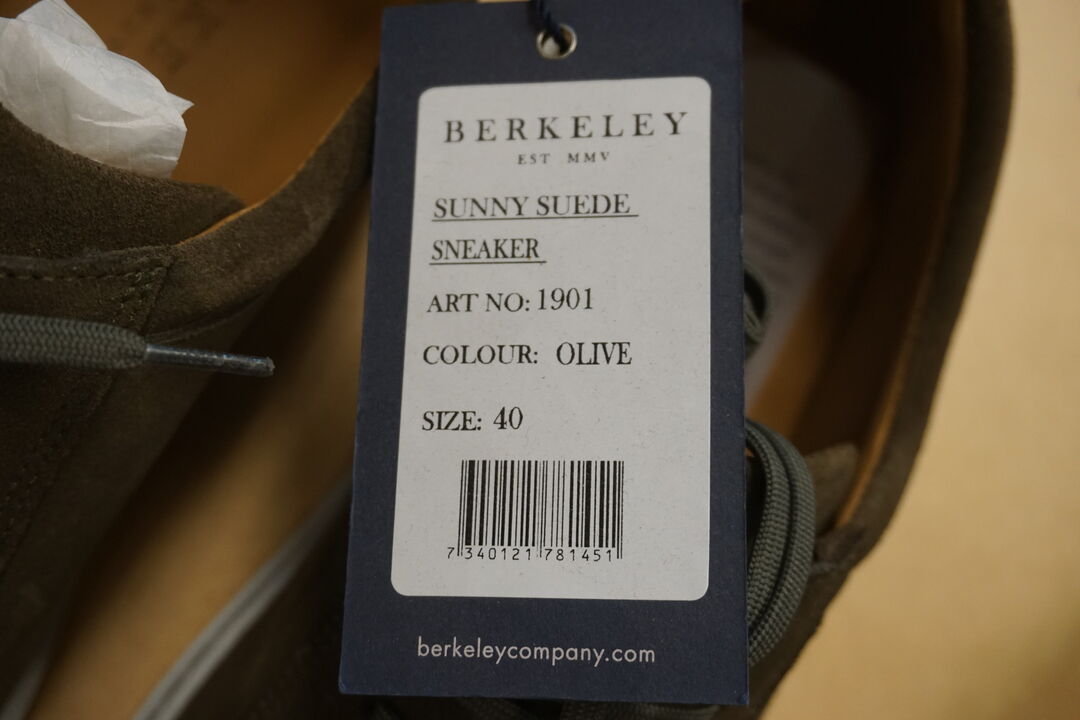 BERKELEY
EST MMV
SUNNY SUEDE
SNEAKER
ART NO: 1901
COLOUR: OLIVE
SIZE: 40
7 340121 781451
berkeleycompany.com